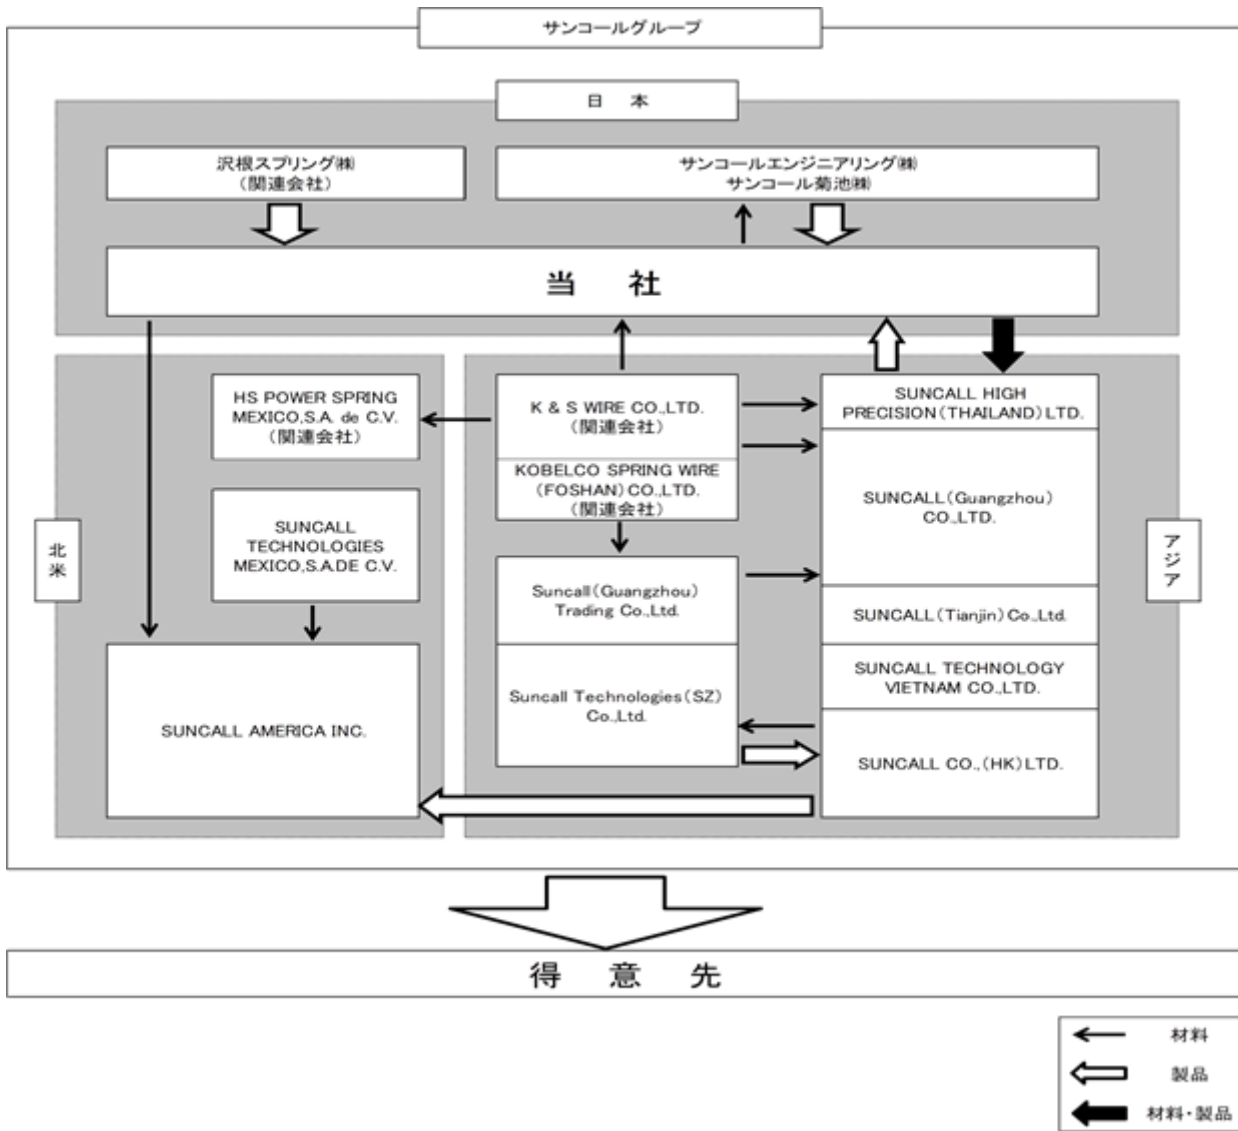 サンコールグループ
日 本
沢根スプリング㈱
(関連会社)
サンコールエンジニアリング㈱
サンコール菊池㈱
当 社
北米
HS POWER SPRING
MEXICO,S.A. de C.V.
(関連会社)
SUNCALL
TECHNOLOGIES
MEXICO,S.A.DE C.V.
SUNCALL AMERICA INC.
K & S WIRE CO.,LTD.
(関連会社)
KOBELCO SPRING WIRE
(FOSHAN)CO.,LTD.
(関連会社)
Suncall(Guangzhou)
Trading Co.,Ltd.
Suncall Technologies(SZ)
Co.,Ltd.
SUNCALL HIGH
PRECISION(THAILAND)LTD.
SUNCALL(Guangzhou)
CO.,LTD.
SUNCALL(Tianjin)Co.,Ltd.
SUNCALL TECHNOLOGY
VIETNAM CO.,LTD.
SUNCALL CO.,(HK)LTD.
アジア
得 意 先
材料
製品
材料・製品